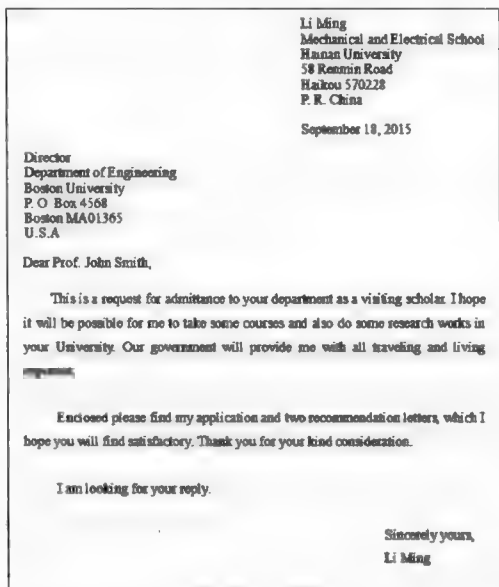 Li Ming
Mechanical and Electrical School
Hainan University
58 Renmin Road
Haikou 570228
P. R. China
September 18, 2015
Director
Department of Engineering
Boston University
P. O Box 4568
Boston MA01365
U.S.A
Dear Prof. John Smith,
This is a request for admittance to your department as a visiting scholar. I hope
it will be possible for me to take some courses and also do some research works in
your University. Our government will provide me with all traveling and living
Enclosed please find my application and two recommendation letters, which I
hope you will find satisfactory. Thank you for your kind consideration.
I am looking for your reply.
Sincerely yours,
Li Ming